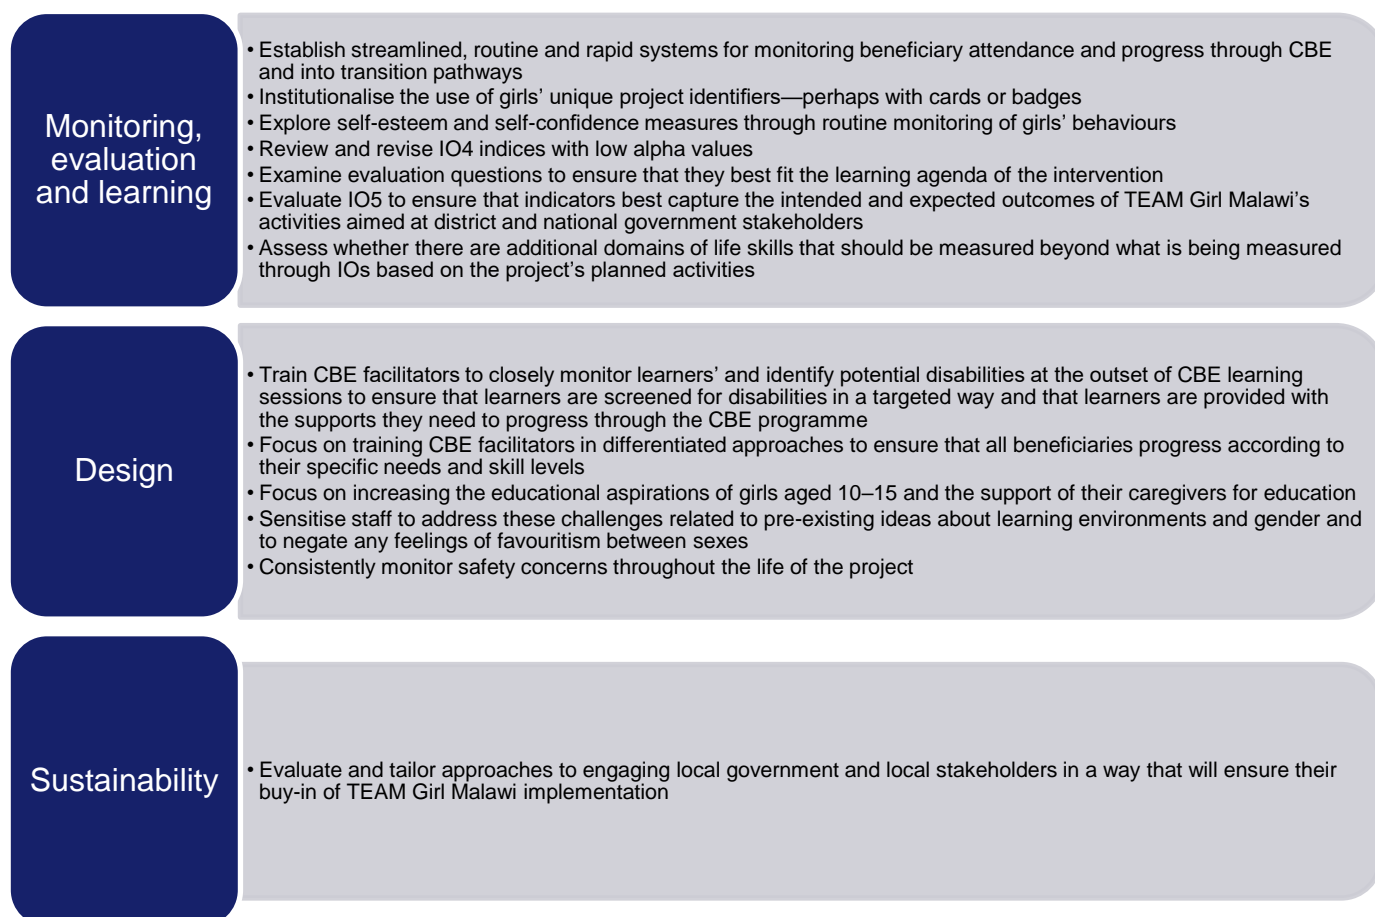 Monitoring,
evaluation
and learning
• Establish streamlined, routine and rapid systems for monitoring beneficiary attendance and progress through CBE
and into transition pathways
• Institutionalise the use of girls’ unique project identifiers—perhaps with cards or badges
• Explore self-esteem and self-confidence measures through routine monitoring of girls’ behaviours
• Review and revise IO4 indices with low alpha values
• Examine evaluation questions to ensure that they best fit the learning agenda of the intervention
• Evaluate IO5 to ensure that indicators best capture the intended and expected outcomes of TEAM Girl Malawi’s
activities aimed at district and national government stakeholders
• Assess whether there are additional domains of life skills that should be measured beyond what is being measured
through IOs based on the project’s planned activities
Design
• Train CBE facilitators to closely monitor learners’ and identify potential disabilities at the outset of CBE learning
sessions to ensure that learners are screened for disabilities in a targeted way and that learners are provided with
the supports they need to progress through the CBE programme
• Focus on training CBE facilitators in differentiated approaches to ensure that all beneficiaries progress according to
their specific needs and skill levels
• Focus on increasing the educational aspirations of girls aged 10–15 and the support of their caregivers for education
• Sensitise staff to address these challenges related to pre-existing ideas about learning environments and gender and
to negate any feelings of favouritism between sexes
• Consistently monitor safety concerns throughout the life of the project
Sustainability
• Evaluate and tailor approaches to engaging local government and local stakeholders in a way that will ensure their
buy-in of TEAM Girl Malawi implementation